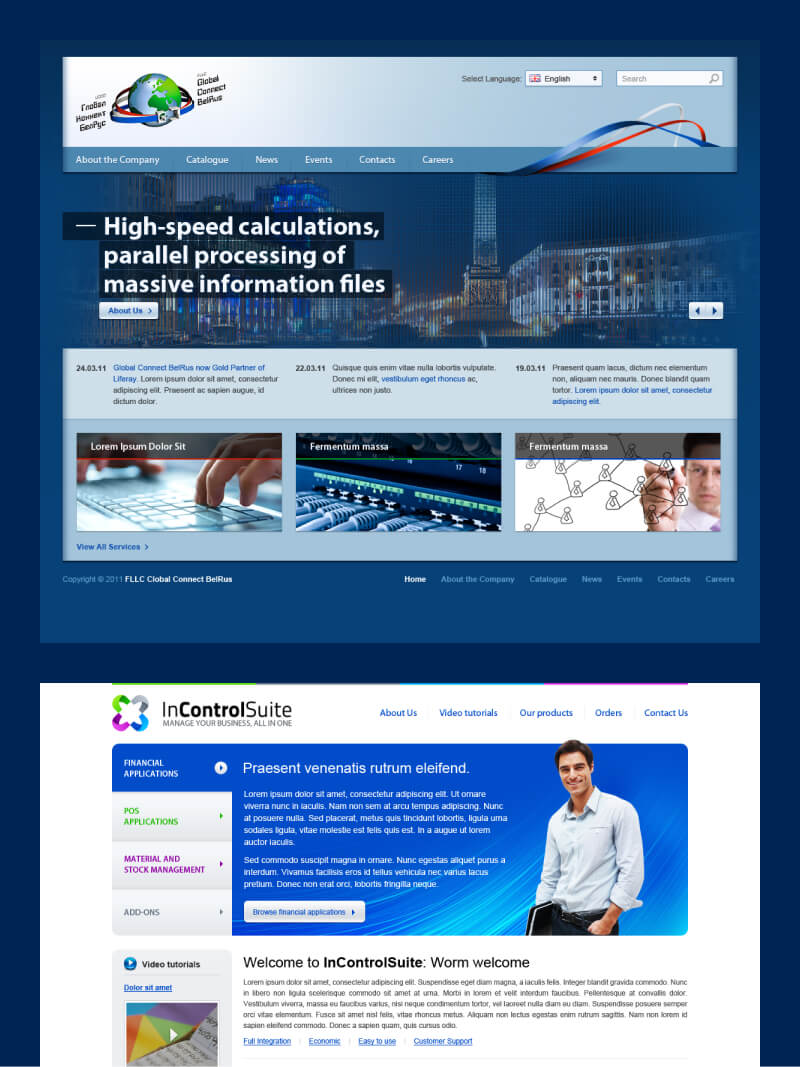 УСОО
Глобал
Коннект
БелРус
FLLC
Global
Connect
BelRus
Select Language: English
Search
About the Company Catalogue News Events Contacts Careers
— High-speed calculations,
parallel processing of
massive information files
About Us
24.03.11 Global Connect BelRus now Gold Partner of
Liferay. Lorem ipsum dolor sit amet, consectetur
adipiscing elit. Praesent ac sapien augue, id
dictum dolor.
22.03.11 Quisque quis enim vitae nulla lobortis vulputate.
Donec mi elit, vestibulum eget rhoncus ac,
ultrices non justo.
19.03.11 Praesent quam lacus, dictum nec elementum
non, aliquam nec mauris. Donec blandit quam
tortor. Lorem ipsum dolor sit amet, consectetur
adipiscing elit.
Lorem Ipsum Dolor Sit
Fermentum massa
16
17
18
Fermentum massa
View All Services
Copyright © 2011 FLLC Clobal Connect BelRus
Home About the Company Catalogue News Events Contacts Careers
InControlSuite
MANAGE YOUR BUSINESS, ALL IN ONE
About Us Video tutorials Our products Orders Contact Us
FINANCIAL
APPLICATIONS
POS
APPLICATIONS
MATERIAL AND
STOCK MANAGEMENT
ADD-ONS
Praesent venenatis rutrum eleifend.
Lorem ipsum dolor sit amet, consectetur adipiscing elit. Ut ornare
viverra nunc in iaculis. Nam non sem at arcu tempus adipiscing. Nunc
at posuere nulla. Sed placerat, metus quis tincidunt lobortis, ligula urna
sodales ligula, vitae molestie est felis quis est. In a augue ut lorem
auctor iaculis.
Sed commodo suscipit magna in ornare. Nunc egestas aliquet purus a
interdum. Vivamus facilisis eros id tellus vehicula nec varius lacus
pretium. Donec non erat orci, lobortis fringilla neque.
Browse financial applications
Video tutorials
Dolor sit amet
Welcome to InControlSuite: Worm welcome
Lorem ipsum dolor sit amet, consectetur adipiscing elit. Suspendisse eget diam magna, a iaculis felis. Integer blandit gravida commodo. Nunc
in libero non ligula scelerisque commodo sit amet at urna. Morbi in lorem et velit interdum faucibus. Pellentesque at convallis dolor.
Vestibulum viverra, massa eu faucibus varius, nisi neque condimentum tortor, vel laoreet nulla diam eu diam. Suspendisse posuere semper
orci vitae elementum. Fusce sit amet nisl felis, vitae rhoncus metus. Aliquam non lectus egestas enim rutrum sagittis. Nam non lorem id
sapien eleifend commodo. Donec a sapien quam, quis cursus odio.
Full Integration Economic Easy to use Customer Support